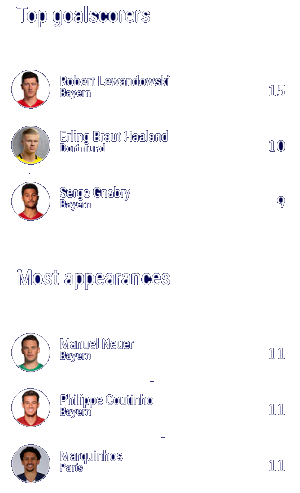 Top goalscorers
Robert Lewandowski
15
Bayern
Erling Braut Haaland
10
Dortmund
Serge Gnabry
9
Bayern
Most appearances
Manuel Neuer
11
Bayern
Philippe Coutinho
11
Bayern
Marquinhos
11
Paris